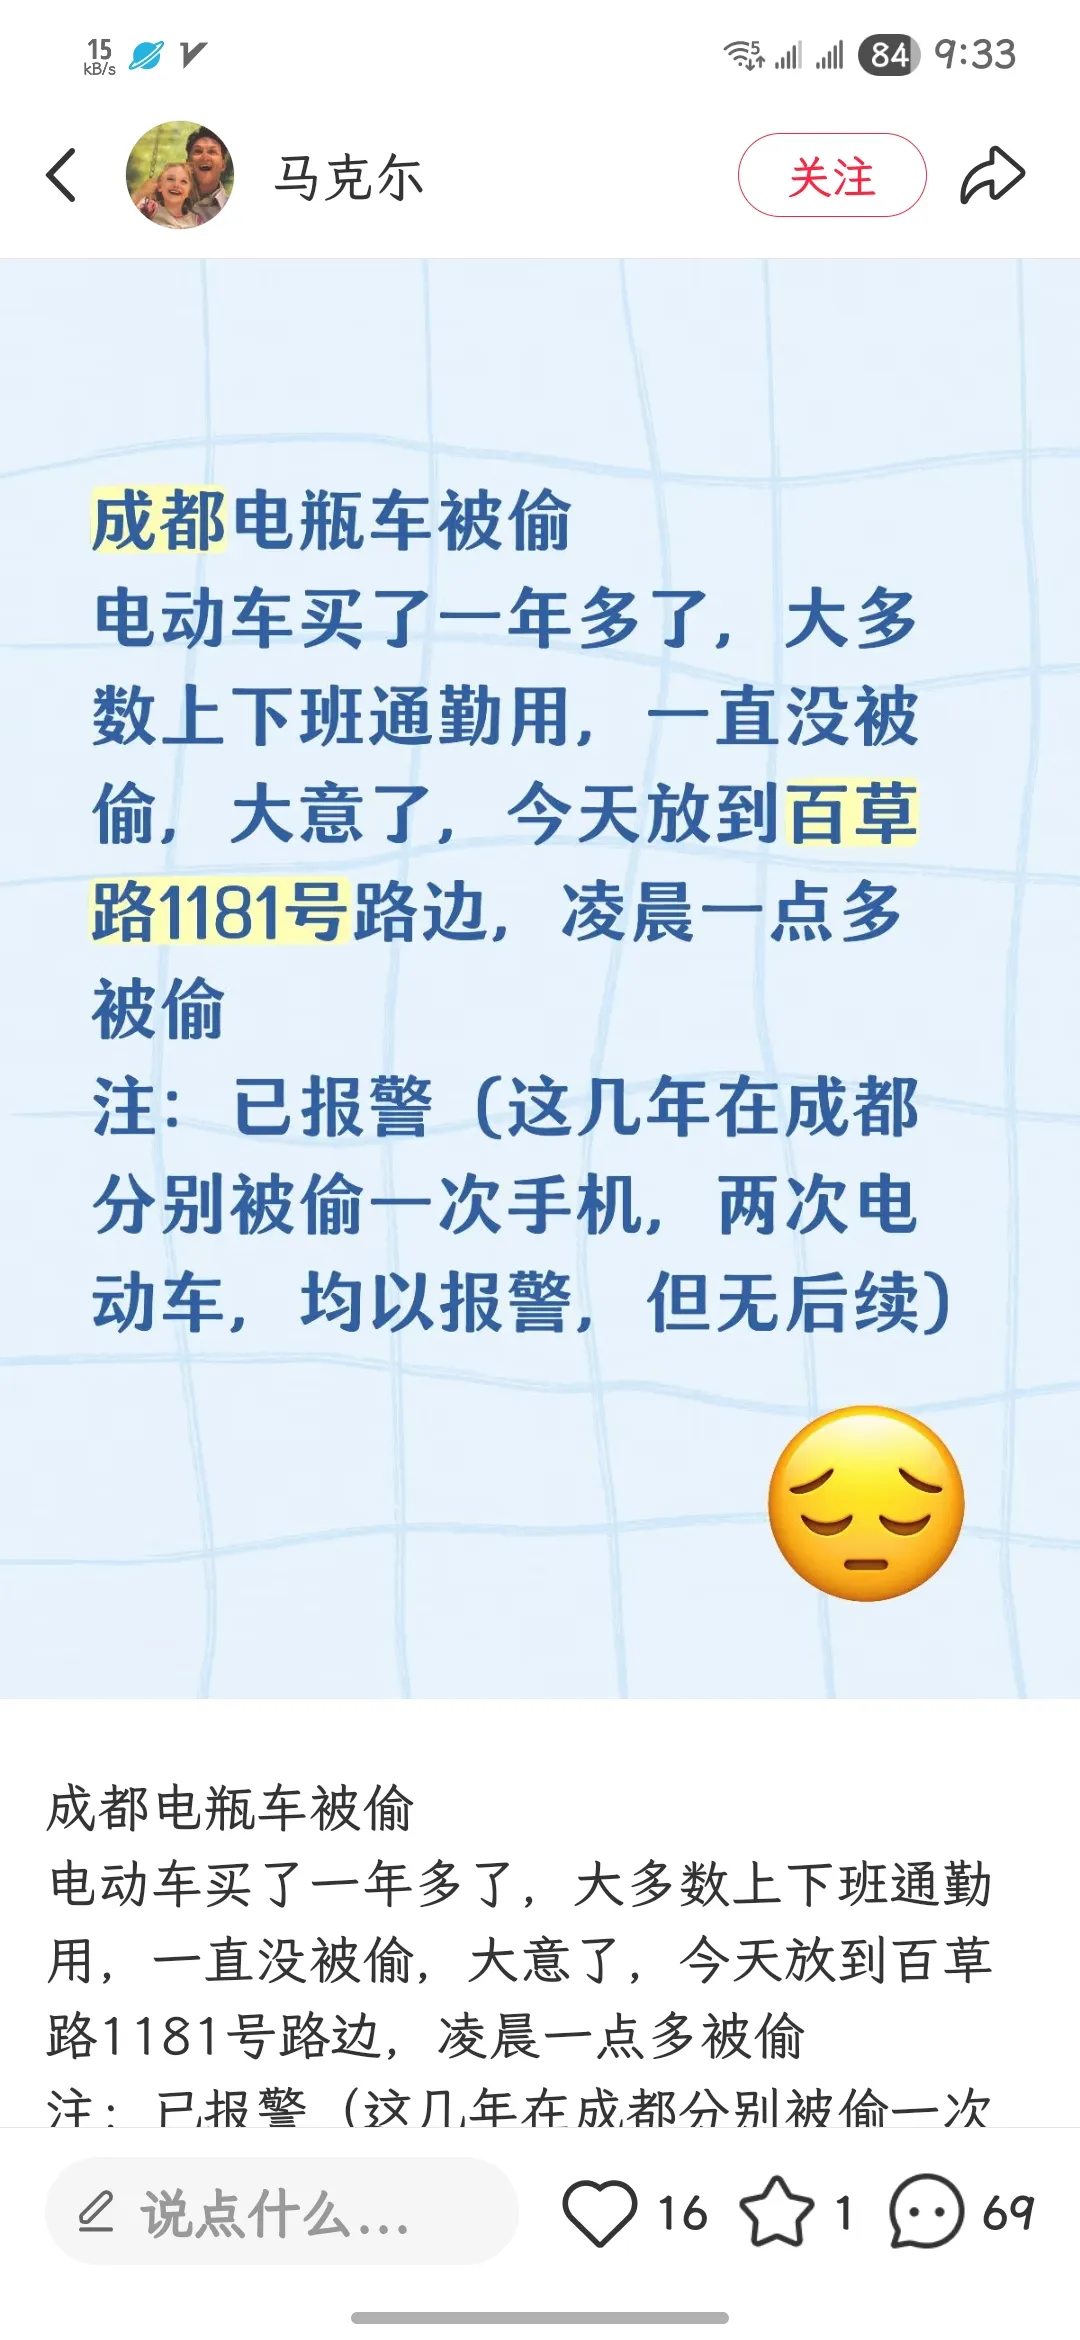 15
kB/s
5
84
9:33
马克尔
关注
成都电瓶车被偷
电动车买了一年多了，大多
数上下班通勤用，一直没被
偷，大意了，今天放到百草
路1181号路边，凌晨一点多
被偷
注：已报警（这几年在成都
分别被偷一次手机，两次电
动车，均以报警，但无后续）
成都电瓶车被偷
电动车买了一年多了，大多数上下班通勤
用，一直没被偷，大意了，今天放到百草
路1181号路边，凌晨一点多被偷
注：已报警（这几年在成都分别被偷一次
说点什么...
16
1
69